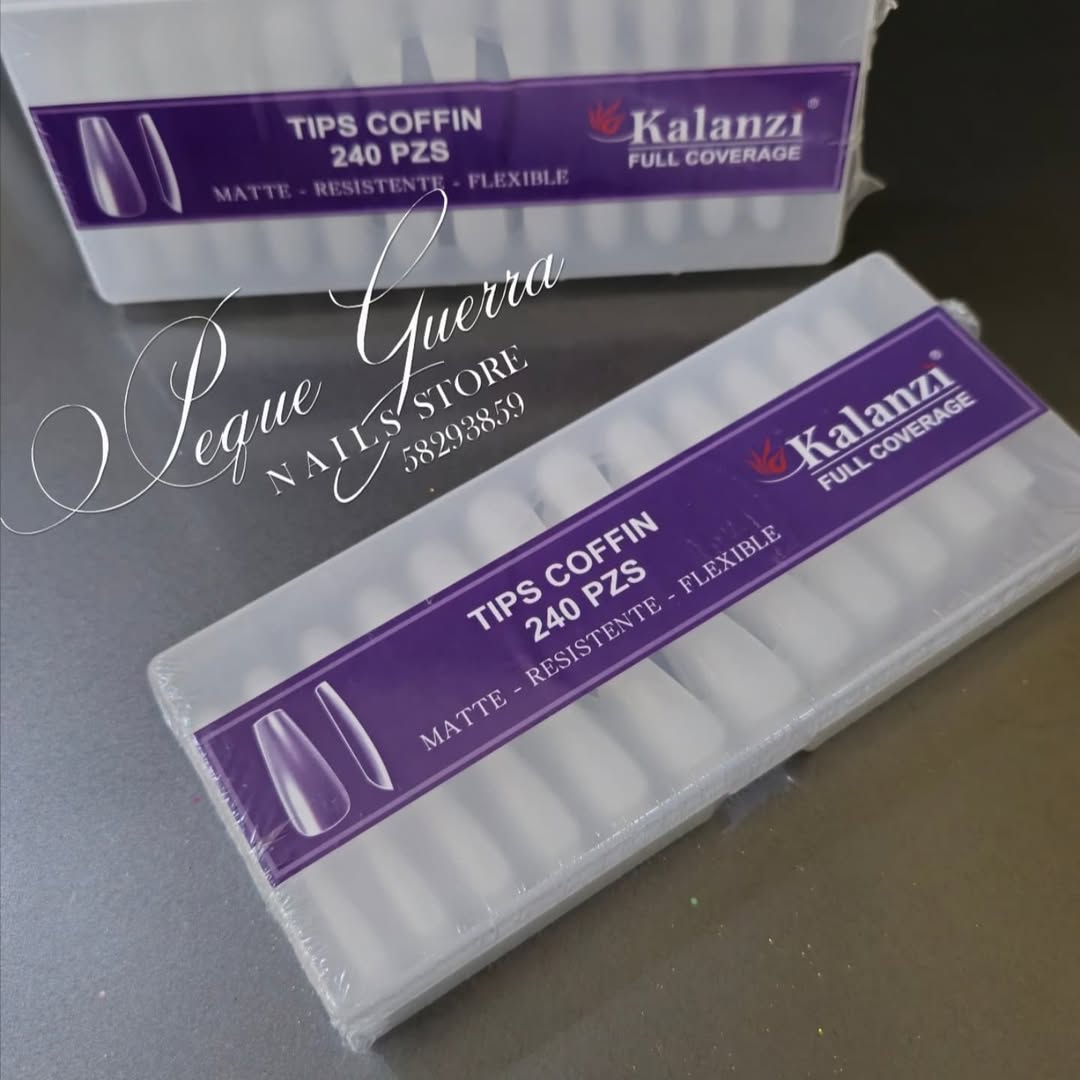 TIPS COFFIN
240 PZS
MATTE - RESISTENTE - FLEXIBLE
Kalanzi®
FULL COVERAGE
Peque Guerra
NAILS STORE
58293859
Kalanzi®
FULL COVERAGE
TIPS COFFIN
240 PZS
MATTE - RESISTENTE - FLEXIBLE